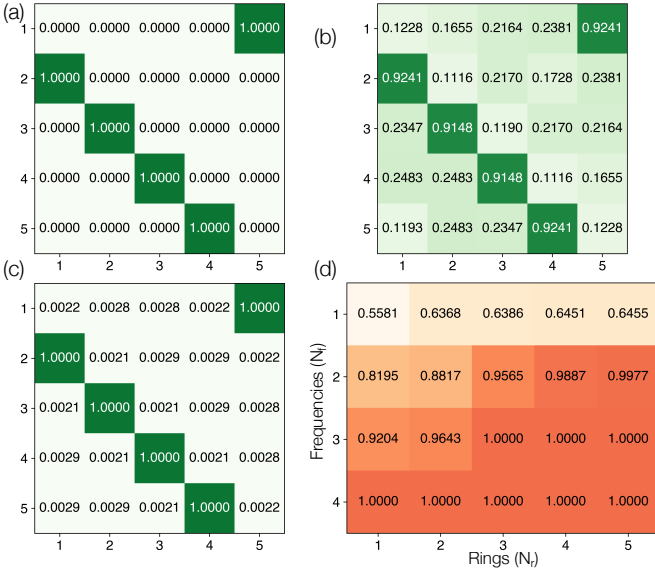 (a)
1 0.0000 0.0000 0.0000 0.0000 1.0000
2 1.0000 0.0000 0.0000 0.0000 0.0000
3 0.0000 1.0000 0.0000 0.0000 0.0000
4 0.0000 0.0000 1.0000 0.0000 0.0000
5 0.0000 0.0000 0.0000 1.0000 0.0000
1 2 3 4 5
(b)
1 0.1228 0.1655 0.2164 0.2381 0.9241
2 0.9241 0.1116 0.2170 0.1728 0.2381
3 0.2347 0.9148 0.1190 0.2170 0.2164
4 0.2483 0.2483 0.9148 0.1116 0.1655
5 0.1193 0.2483 0.2347 0.9241 0.1228
1 2 3 4 5
(c)
1 0.0022 0.0028 0.0028 0.0022 1.0000
2 1.0000 0.0021 0.0029 0.0029 0.0022
3 0.0021 1.0000 0.0021 0.0029 0.0028
4 0.0029 0.0021 1.0000 0.0021 0.0028
5 0.0029 0.0029 0.0021 1.0000 0.0022
1 2 3 4 5
(d)
Frequencies (Nf)
1 0.5581 0.6368 0.6386 0.6451 0.6455
2 0.8195 0.8817 0.9565 0.9887 0.9977
3 0.9204 0.9643 1.0000 1.0000 1.0000
4 1.0000 1.0000 1.0000 1.0000 1.0000
1 2 3 4 5
Rings (Nr)